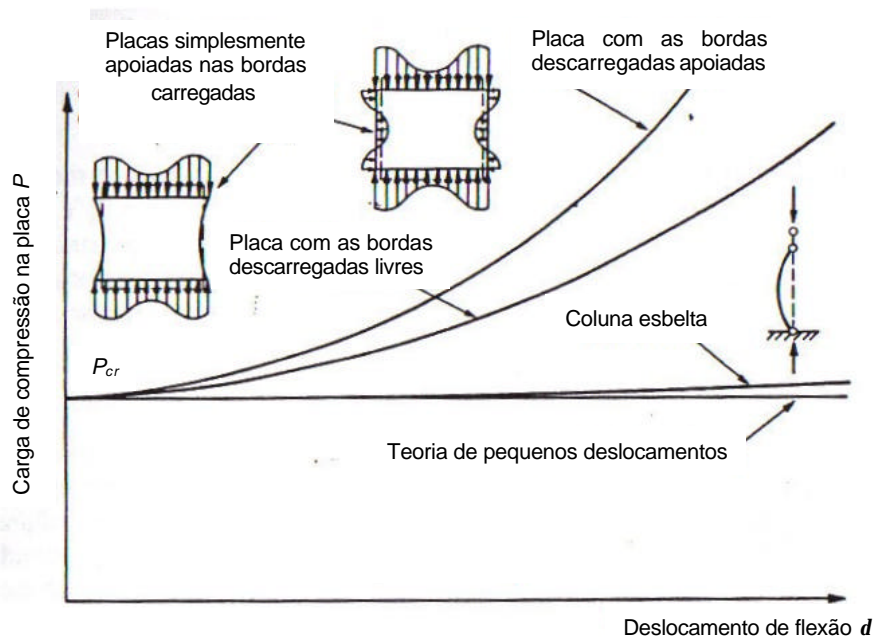 Placas simplesmente
apoiadas nas bordas
carregadas
Placa com as bordas
descarregadas apoiadas
Placa com as bordas
descarregadas livres
Coluna esbelta
P_cr
Teoria de pequenos deslocamentos
Carga de compressão na placa P
Deslocamento de flexão d